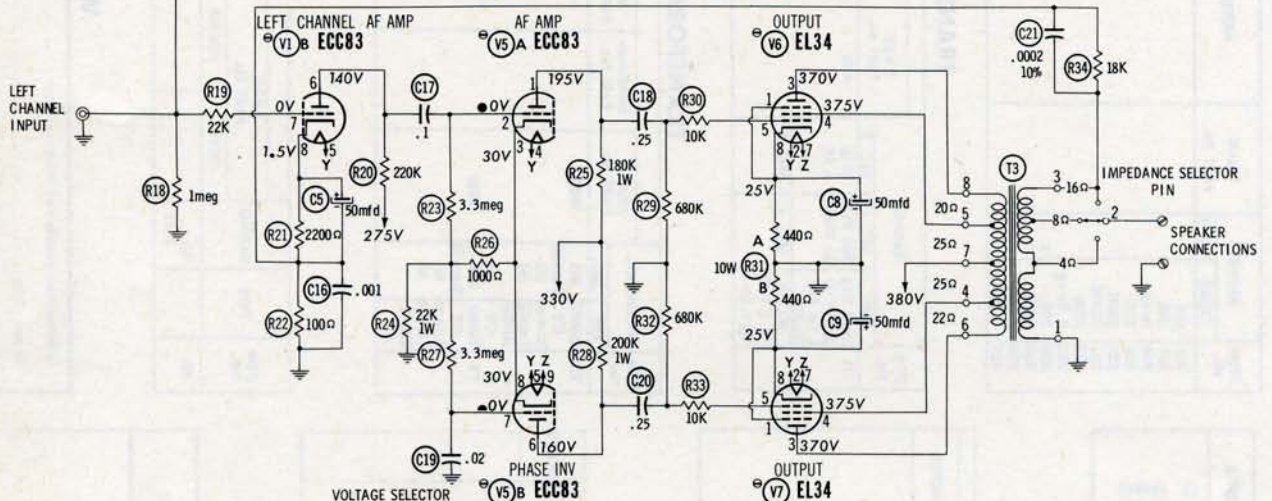 LEFT CHANNEL AF AMP
V1 B ECC83
AF AMP
V5 A ECC83
OUTPUT
V6 EL34
C21
.0002
10%
R34
18K
LEFT
CHANNEL
INPUT
R19
22K
0V
7
6
140V
8
5
Y
1.5V
R18
1meg
C5
50mfd
R21
2200Ω
C16
.001
R22
100Ω
R20
220K
275V
C17
.1
0V
2
1
195V
3
4
Y
30V
R23
3.3meg
R26
1000Ω
R24
22K
1W
R27
3.3meg
C19
.02
30V
0V
7
8
Y Z
5 9
6
160V
PHASE INV
V5 B ECC83
R25
180K
1W
330V
R28
200K
1W
C18
.25
R30
10K
R29
680K
R32
680K
C20
.25
R33
10K
3
370V
1
5
375V
4
8
2 7
Y Z
25V
C8
50mfd
A
440Ω
10W
R31
B
440Ω
C9
50mfd
25V
Y Z
8
2 7
5
1
375V
4
3
370V
OUTPUT
V7 EL34
8
20Ω
5
25Ω
7
25Ω
380V
4
22Ω
6
T3
3
16Ω
8Ω
4Ω
2
1
IMPEDANCE SELECTOR
PIN
SPEAKER
CONNECTIONS
VOLTAGE SELECTOR